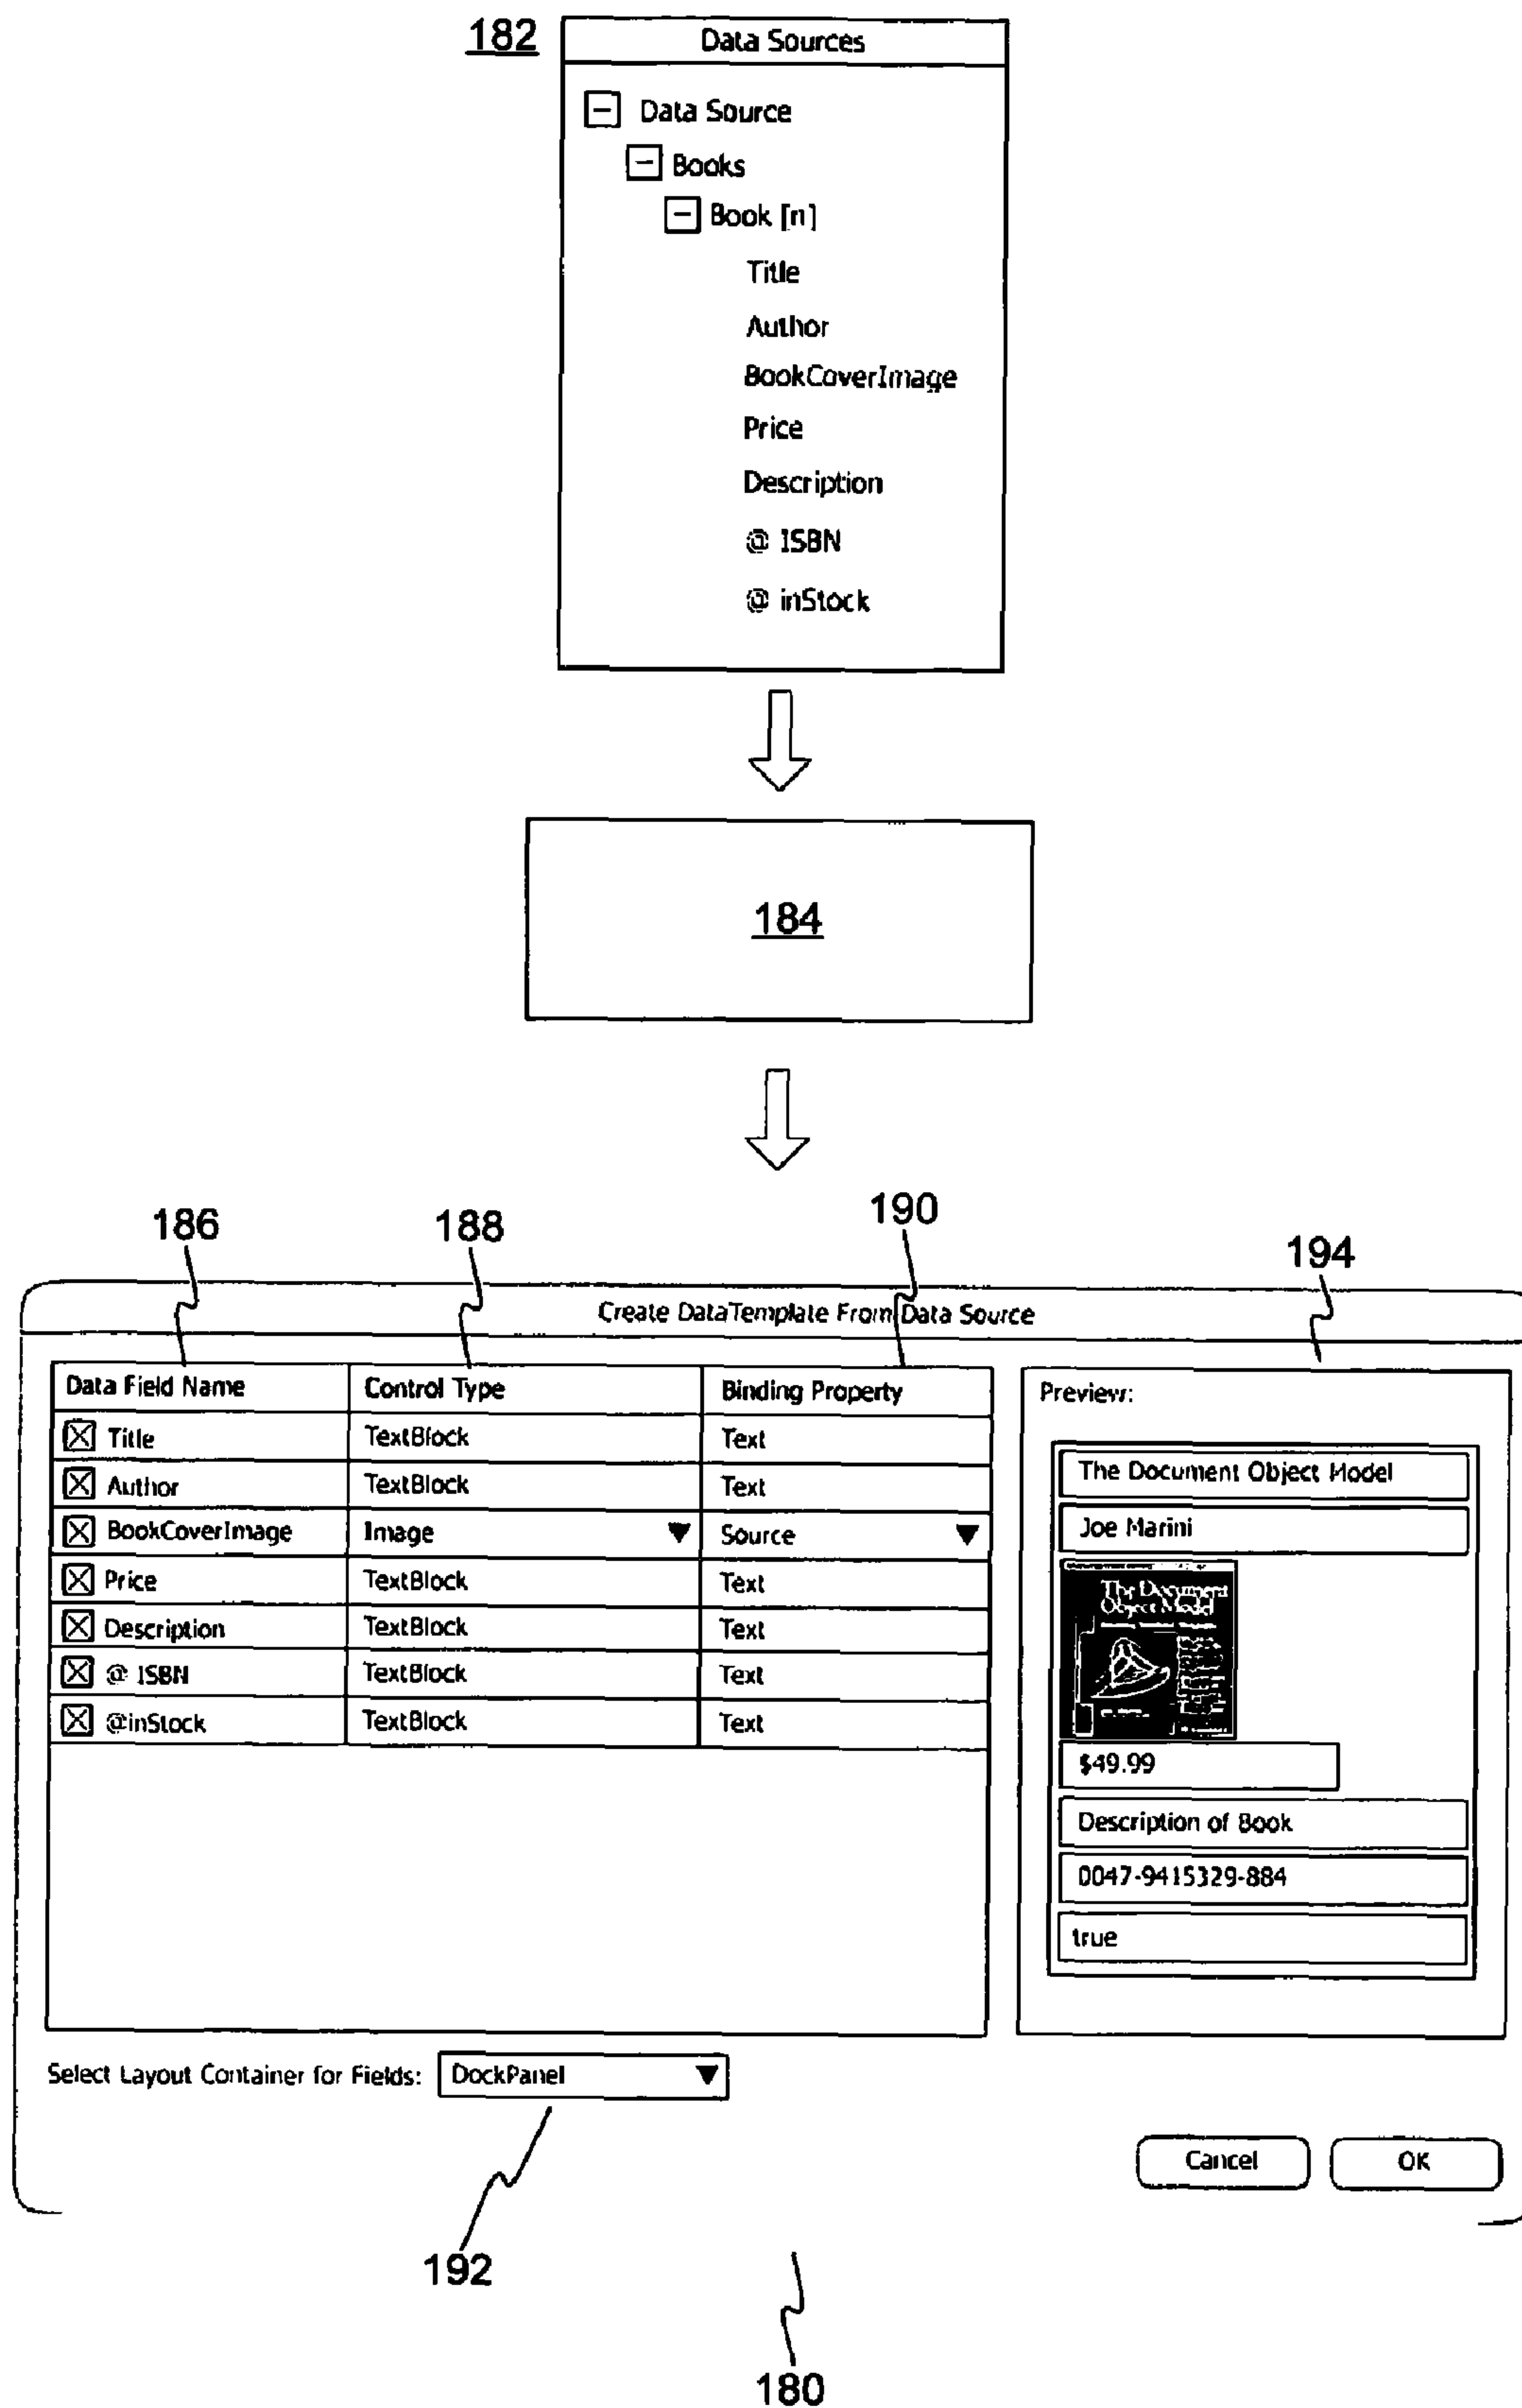 182
Data Sources
Data Source
Books
Book [n]
Title
Author
BookCoverImage
Price
Description
@ ISBN
@ inStock
184
186
188
190
194
Create DataTemplate From Data Source
Data Field Name Control Type Binding Property
Title TextBlock Text
Author TextBlock Text
BookCoverImage Image Source
Price TextBlock Text
Description TextBlock Text
@ ISBN TextBlock Text
@inStock TextBlock Text
Preview:
The Document Object Model
Joe Marini
The Document
Object Model
$49.99
Description of Book
0047-9415329-884
true
Select Layout Container for Fields: DockPanel
Cancel OK
192
180